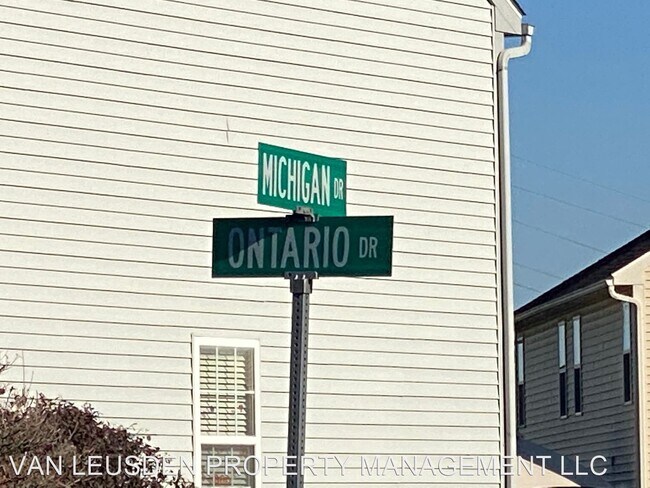 MICHIGAN DR
ONTARIO DR
VAN LEUSDEN PROPERTY MANAGEMENT LLC